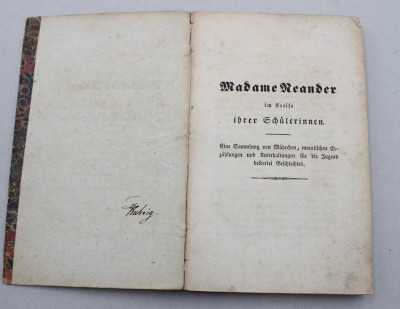 Madame Neander
im Kreise
ihrer Schülerinnen.
Eine Sammlung von Mährchen, moralischen Er-
zählungen und Unterhaltungen für die Jugend
beiderlei Geschlechtes.